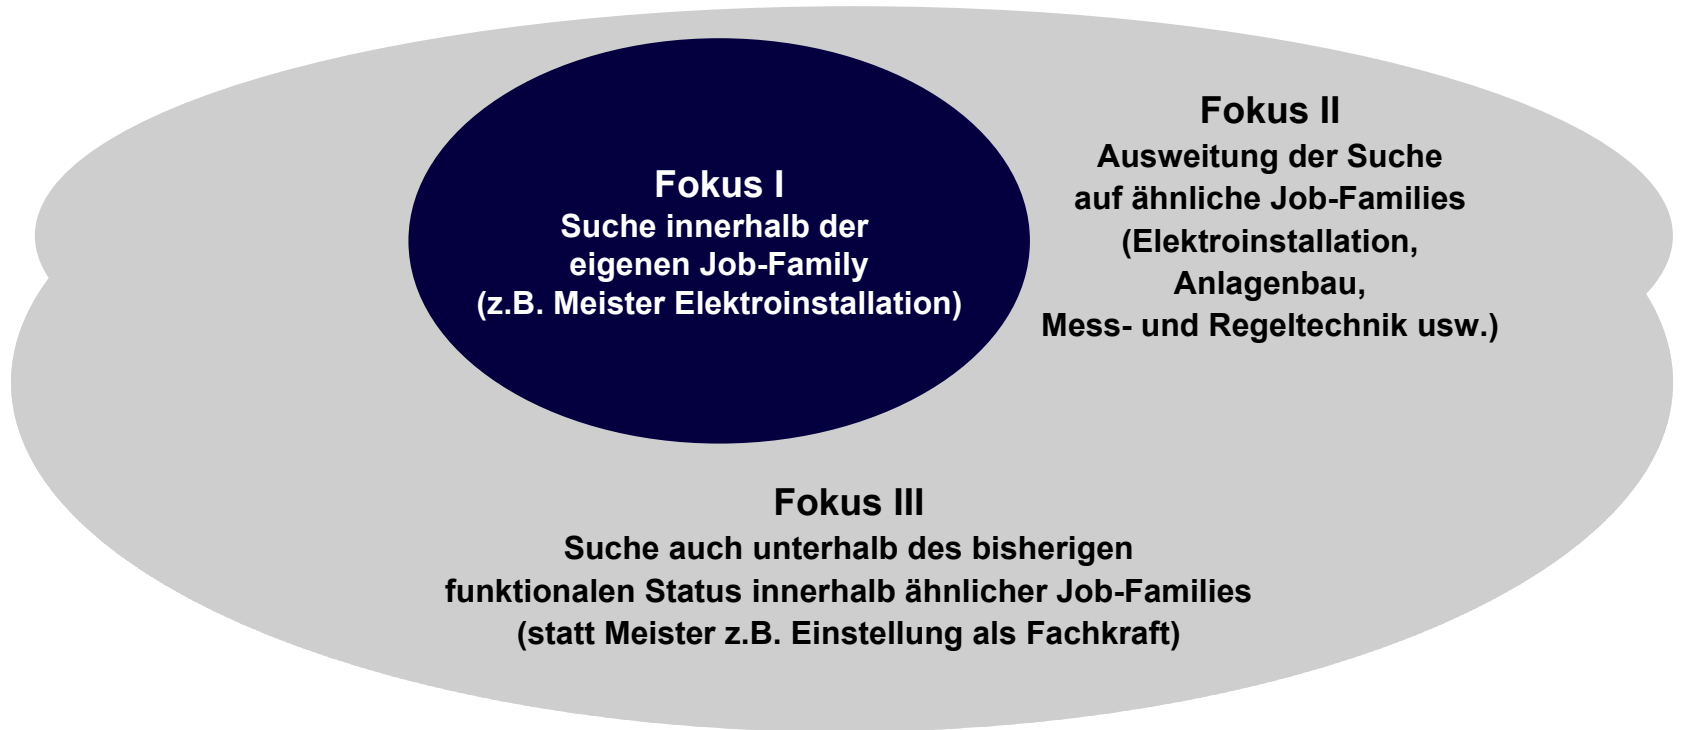 Fokus I
Suche innerhalb der
eigenen Job-Family
(z.B. Meister Elektroinstallation)
Fokus II
Ausweitung der Suche
auf ähnliche Job-Families
(Elektroinstallation,
Anlagenbau,
Mess- und Regeltechnik usw.)
Fokus III
Suche auch unterhalb des bisherigen
funktionalen Status innerhalb ähnlicher Job-Families
(statt Meister z.B. Einstellung als Fachkraft)